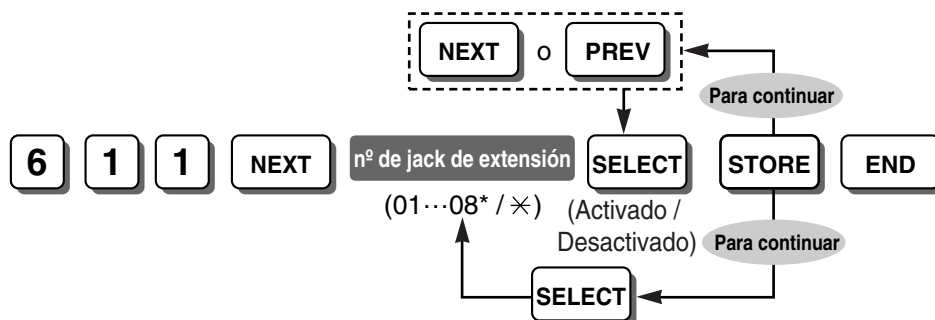 NEXT o PREV
Para continuar
6 1 1 NEXT nº de jack de extensión SELECT STORE END
(01···08* / ✳) (Activado /
Desactivado) Para continuar
SELECT